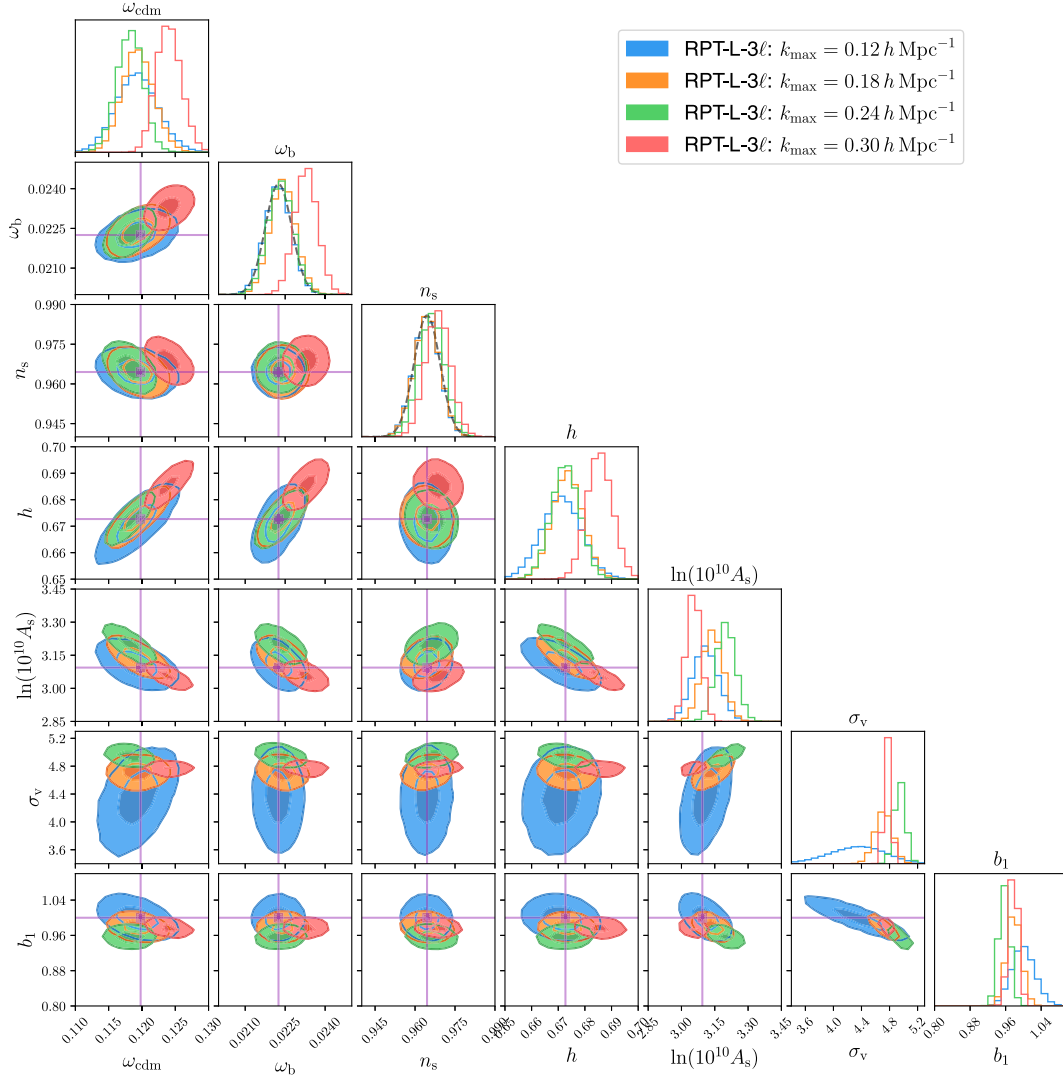 ω_cdm
RPT-L-3ℓ: k_max = 0.12 h Mpc⁻¹
RPT-L-3ℓ: k_max = 0.18 h Mpc⁻¹
RPT-L-3ℓ: k_max = 0.24 h Mpc⁻¹
RPT-L-3ℓ: k_max = 0.30 h Mpc⁻¹
ω_b
ω_b
0.0240
0.0225
0.0210
n_s
n_s
0.990
0.975
0.960
0.945
h
h
0.70
0.69
0.68
0.67
0.66
0.65
ln(10¹⁰A_s)
ln(10¹⁰A_s)
3.45
3.30
3.15
3.00
2.85
σ_v
σ_v
5.2
4.8
4.4
4.0
3.6
b_1
b_1
1.04
0.96
0.88
0.80
0.110 0.115 0.120 0.125 0.130
0.0210 0.0225 0.0240
0.945 0.960 0.975 0.990
0.65 0.66 0.67 0.68 0.69 0.70
2.85 3.00 3.15 3.30 3.45
3.6 4.0 4.4 4.8 5.2
0.80 0.88 0.96 1.04
ω_cdm ω_b n_s h ln(10¹⁰A_s) σ_v b_1